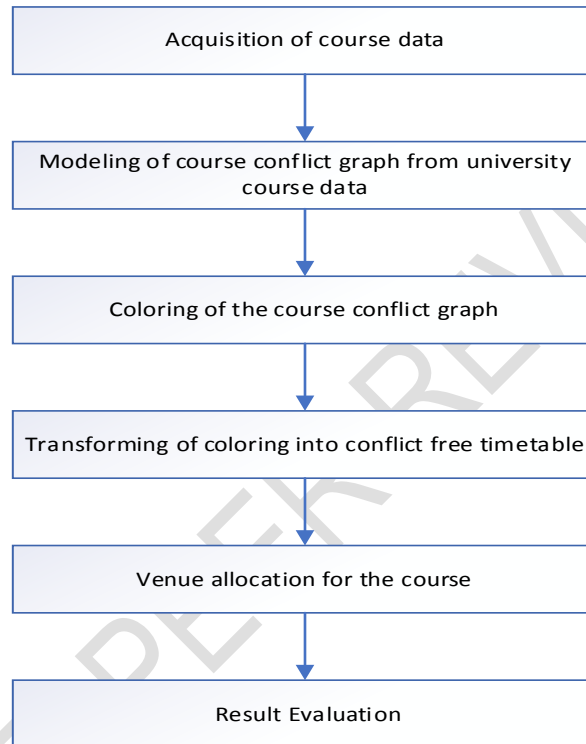 Acquisition of course data
Modeling of course conflict graph from university
course data
Coloring of the course conflict graph
Transforming of coloring into conflict free timetable
Venue allocation for the course
Result Evaluation